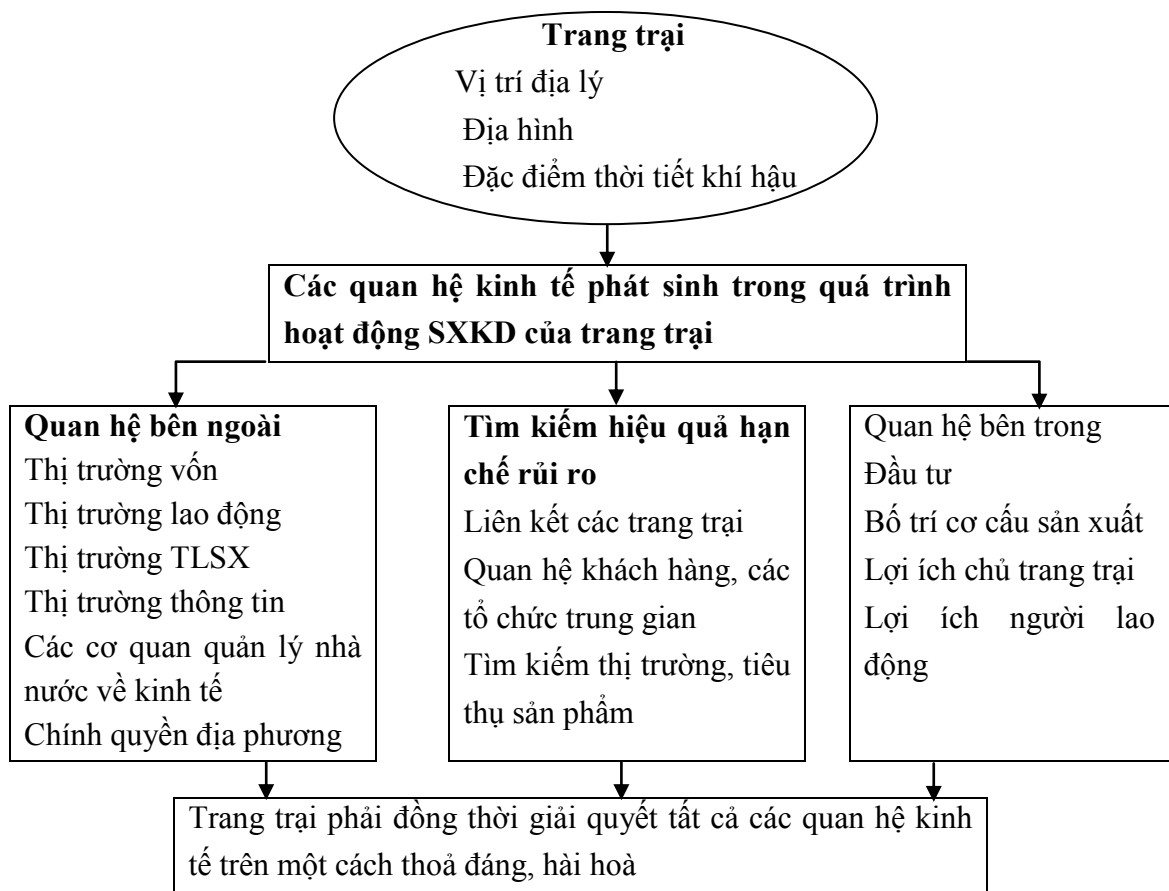 Trang trại
Vị trí địa lý
Địa hình
Đặc điểm thời tiết khí hậu
Các quan hệ kinh tế phát sinh trong quá trình
hoạt động SXKD của trang trại
Quan hệ bên ngoài
Thị trường vốn
Thị trường lao động
Thị trường TLSX
Thị trường thông tin
Các cơ quan quản lý nhà
nước về kinh tế
Chính quyền địa phương
Tìm kiếm hiệu quả hạn
chế rủi ro
Liên kết các trang trại
Quan hệ khách hàng, các
tổ chức trung gian
Tìm kiếm thị trường, tiêu
thụ sản phẩm
Quan hệ bên trong
Đầu tư
Bố trí cơ cấu sản xuất
Lợi ích chủ trang trại
Lợi ích người lao
động
Trang trại phải đồng thời giải quyết tất cả các quan hệ kinh
tế trên một cách thoả đáng, hài hoà